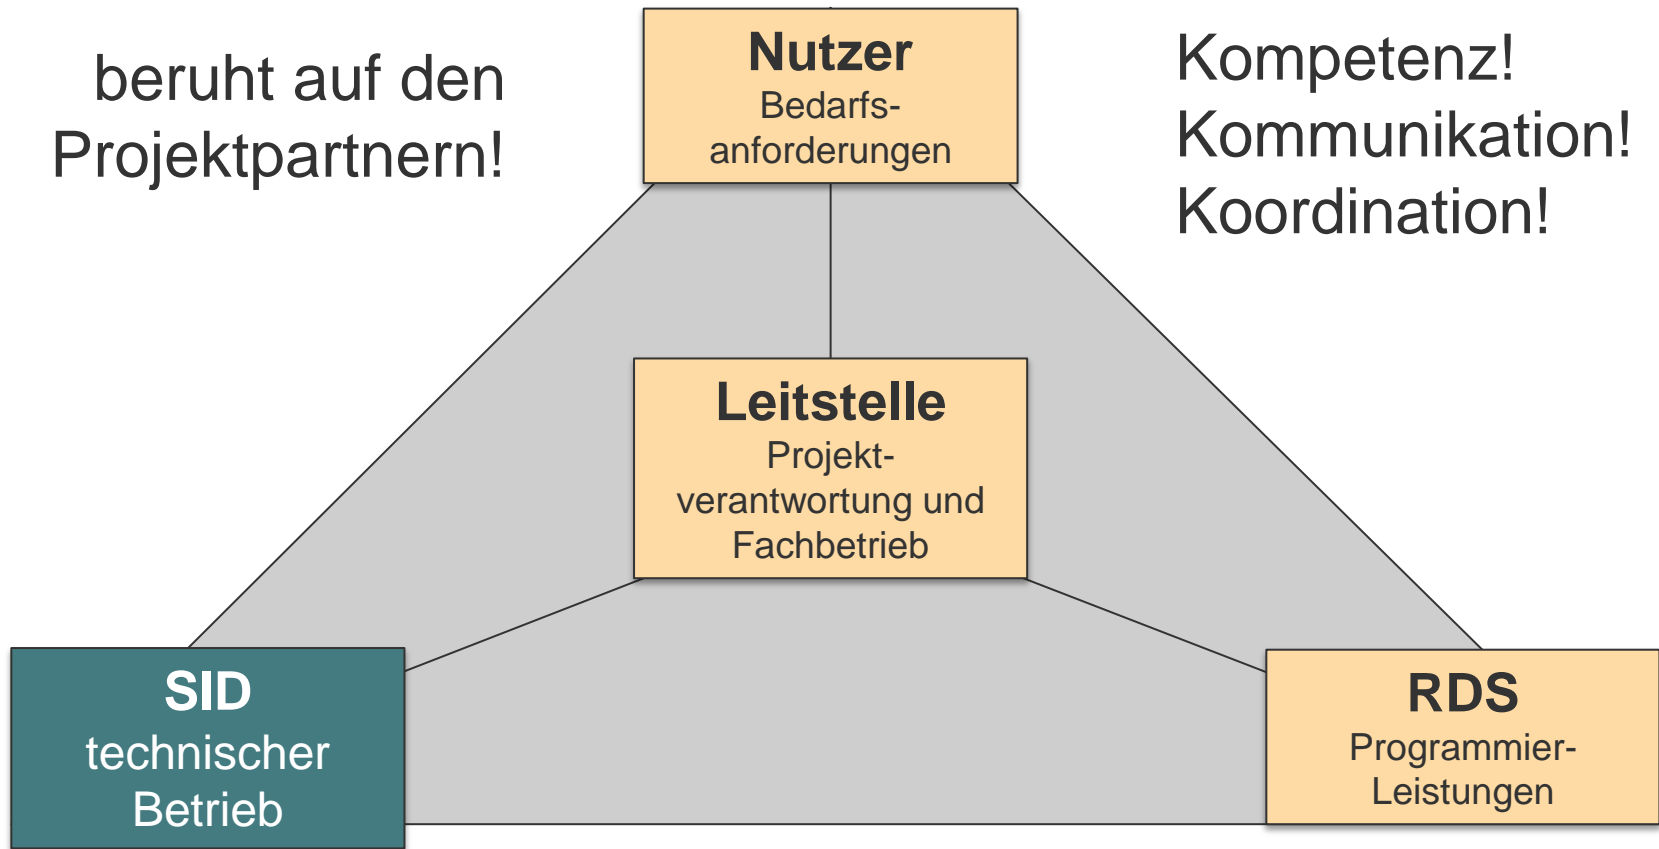 beruht auf den
Projektpartnern!
Nutzer
Bedarfs-
anforderungen
Kompetenz!
Kommunikation!
Koordination!
Leitstelle
Projekt-
verantwortung und
Fachbetrieb
SID
technischer
Betrieb
RDS
Programmier-
Leistungen